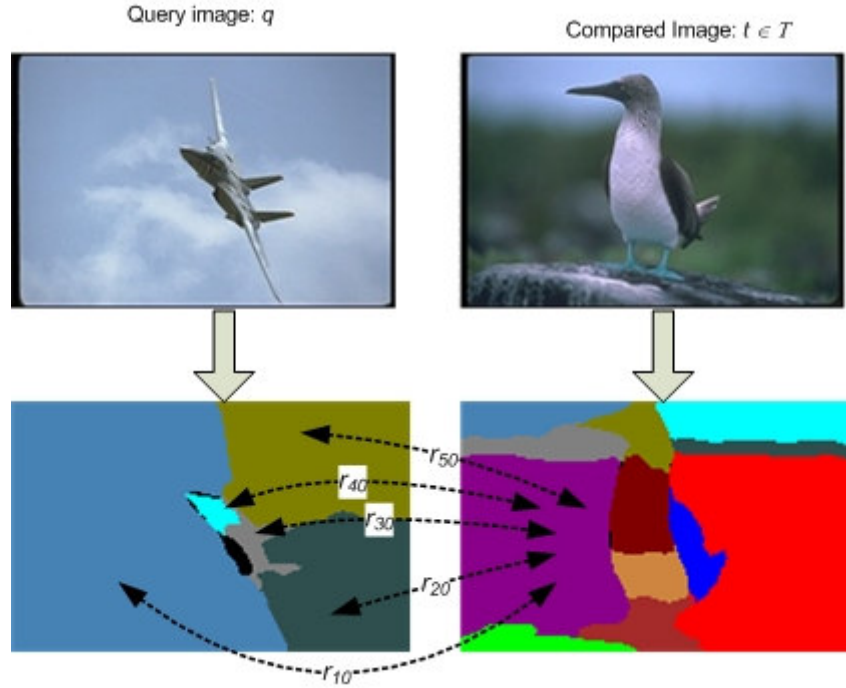 Query image: q
Compared Image: t ∈ T
r50
r40
r30
r20
r10